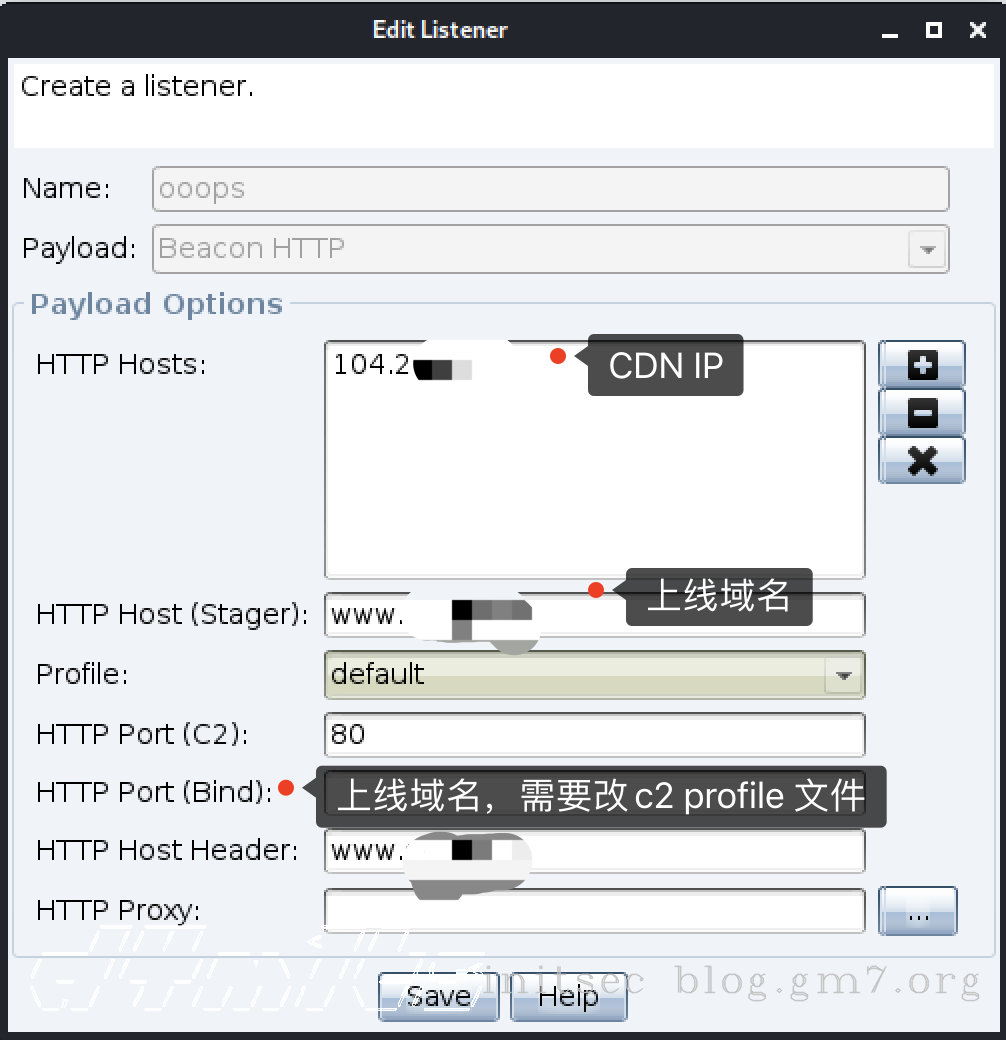 Edit Listener
Create a listener.
Name: ooops
Payload: Beacon HTTP
Payload Options
HTTP Hosts: 104.2
CDN IP
上线域名
HTTP Host (Stager): www.
Profile: default
HTTP Port (C2): 80
HTTP Port (Bind): 上线域名，需要改 c2 profile 文件
HTTP Host Header: www.
HTTP Proxy: ...
initsec blog.gm7.org
Save Help